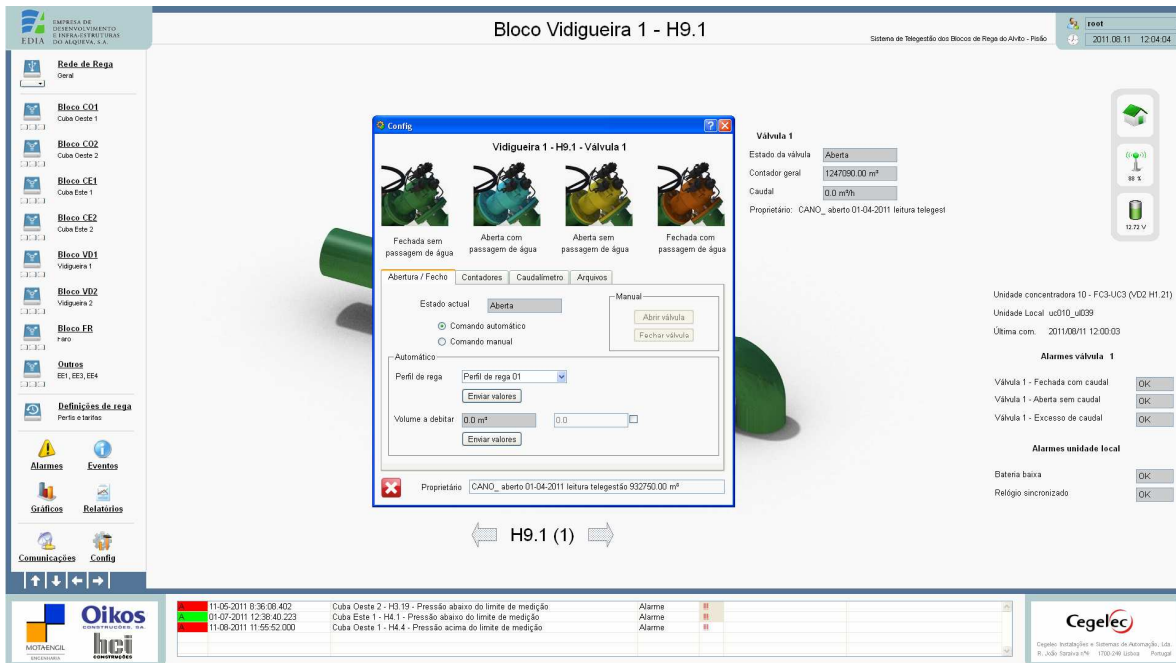 EDIA
EMPRESA DE
DESENVOLVIMENTO
E INFRA-ESTRUTURAS
DO ALQUEVA, S.A.
Bloco Vidigueira 1 - H9.1
Sistema de Telegestão dos Blocos de Rega do Alvito - Pisão
root
2011.08.11 12:04:04
Rede de Rega
Geral
Bloco CO1
Cuba Oeste 1
Bloco CO2
Cuba Oeste 2
Bloco CE1
Cuba Este 1
Bloco CE2
Cuba Este 2
Bloco VD1
Vidigueira 1
Bloco VD2
Vidigueira 2
Bloco FR
Faro
Outros
EE1, EE3, EE4
Definições de rega
Perfis e tarifas
Alarmes
Eventos
Gráficos
Relatórios
Comunicações
Config
Config
Vidigueira 1 - H9.1 - Válvula 1
Fechada sem
passagem de água
Aberta com
passagem de água
Aberta sem
passagem de água
Fechada com
passagem de água
Abertura / Fecho
Contadores
Caudalímetro
Arquivos
Estado actual Aberta
Comando automático
Comando manual
Manual
Abrir válvula
Fechar válvula
Automático
Perfil de rega Perfil de rega 01
Enviar valores
Volume a debitar 0.0 m³ 0.0
Enviar valores
Proprietário CANO_ aberto 01-04-2011 leitura telegestão 932750.00 m³
H9.1 (1)
Válvula 1
Estado da válvula Aberta
Contador geral 1247090.00 m³
Caudal 0.0 m³/h
Proprietário: CANO_ aberto 01-04-2011 leitura telegest
88 %
12.72 V
Unidade concentradora 10 - FC3-UC3 (VD2 H1.21)
Unidade Local uc010_ul039
Última com. 2011/08/11 12:00:03
Alarmes válvula 1
Válvula 1 - Fechada com caudal OK
Válvula 1 - Aberta sem caudal OK
Válvula 1 - Excesso de caudal OK
Alarmes unidade local
Bateria baixa OK
Relógio sincronizado OK
MOTAENGIL
ENGENHARIA
Oikos
CONSTRUÇÕES, SA.
hci
CONSTRUÇÕES
A 11-05-2011 8:36:08.402 Cuba Oeste 2 - H3.19 - Pressão abaixo do limite de medição Alarme !!!
A 01-07-2011 12:38:40.223 Cuba Este 1 - H4.1 - Pressão abaixo do limite de medição Alarme !!!
A 11-08-2011 11:55:52.000 Cuba Oeste 1 - H4.4 - Pressão acima do limite de medição Alarme !!!
Cegelec
Cegelec Instalações e Sistemas de Automação, Lda.
R. João Saraiva nº6 1700-249 Lisboa Portugal